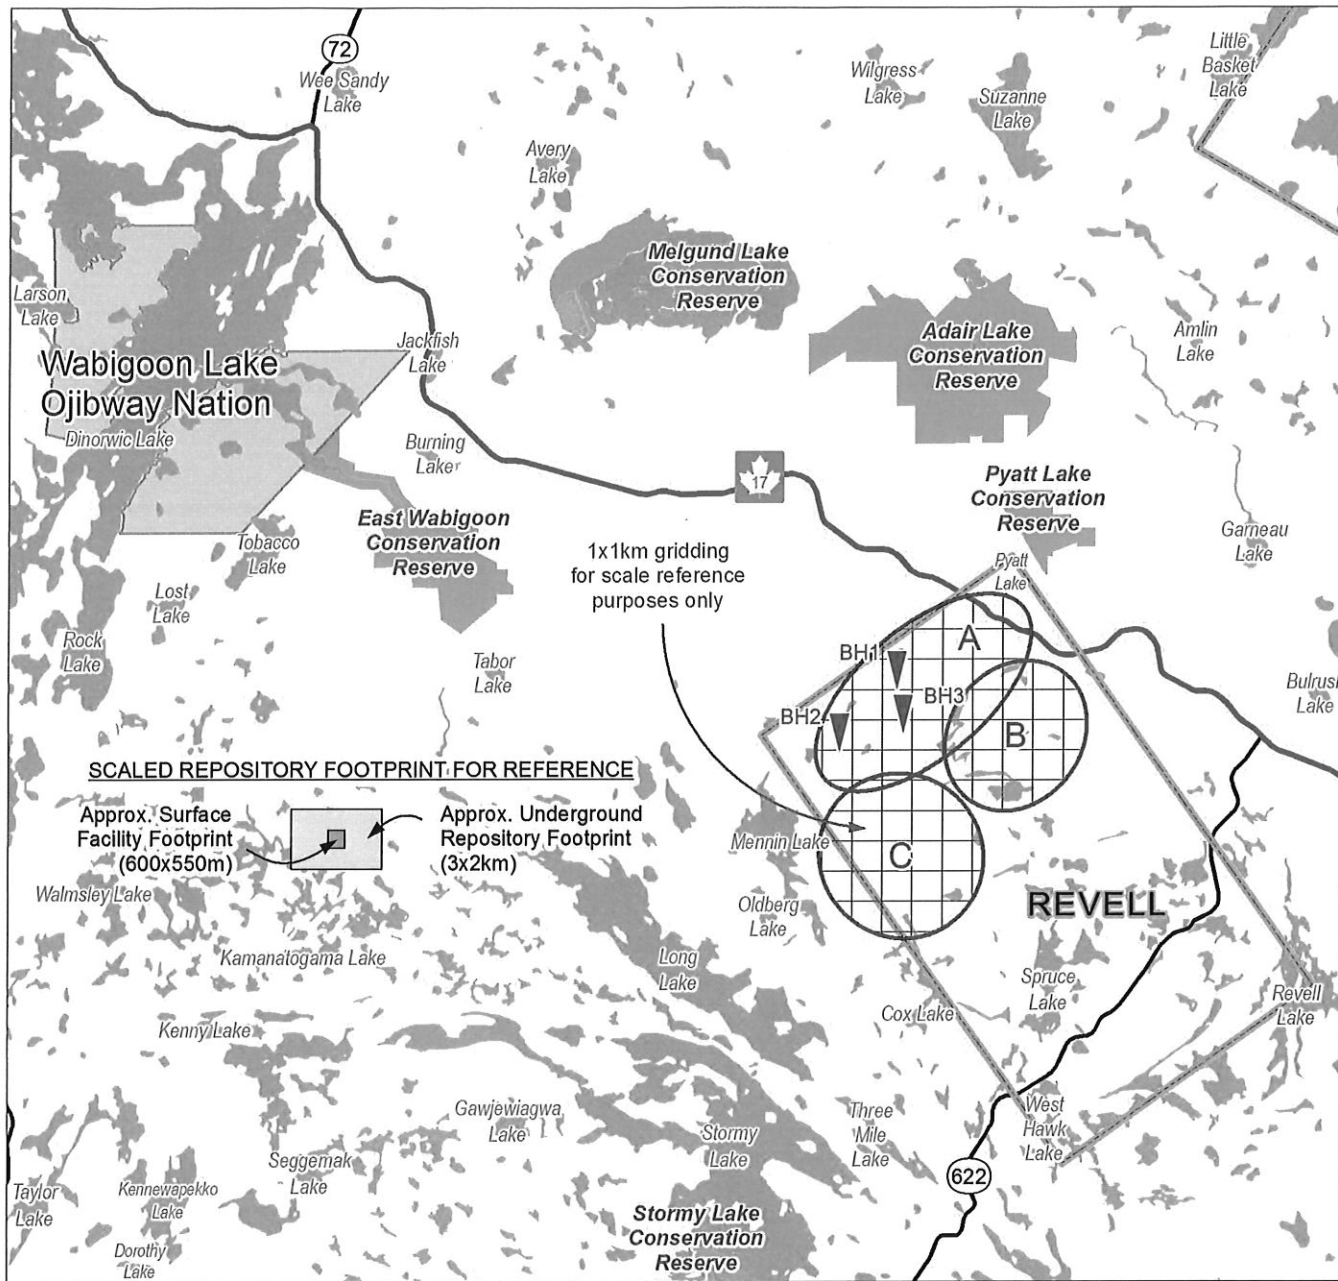 72
Wee Sandy
Lake
Wilgress
Lake
Suzanne
Lake
Little
Basket
Lake
Avery
Lake
Melgund Lake
Conservation
Reserve
Larson
Lake
Jackfish
Lake
Adair Lake
Conservation
Reserve
Amlin
Lake
Wabigoon Lake
Ojibway Nation
Dinorwic Lake
Burning
Lake
17
Pyatt Lake
Conservation
Reserve
East Wabigoon
Conservation
Reserve
Tobacco
Lake
Garneau
Lake
1x1km gridding
for scale reference
purposes only
Pyatt
Lake
Lost
Lake
Rock
Lake
Tabor
Lake
A
BH1
BH3
BH2
B
Bulrush
Lake
SCALED REPOSITORY FOOTPRINT FOR REFERENCE
Approx. Surface
Facility Footprint
(600x550m)
Approx. Underground
Repository Footprint
(3x2km)
Mennin Lake
C
Walmsley Lake
Oldberg
Lake
REVELL
Kamanatogama Lake
Long
Lake
Spruce
Lake
Revell
Lake
Cox Lake
Kenny Lake
Gawjewiagwa
Lake
Three
Mile
Lake
West
Hawk
Lake
Stormy
Lake
Seggemak
Lake
622
Taylor
Lake
Kennewapekko
Lake
Stormy Lake
Conservation
Reserve
Dorothy
Lake